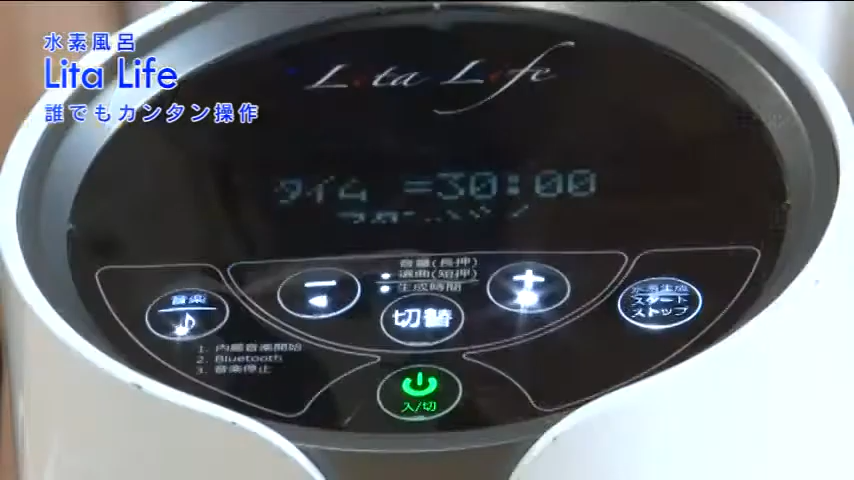 水素風呂
Lita Life
誰でもカンタン操作
Lita Life
タイム =30:00
音量(長押)
選曲(短押)
生成時間
音楽
−
+
切替
水素生成
スタート
ストップ
1. 内蔵音楽開始
2. Bluetooth
3. 音楽停止
入/切